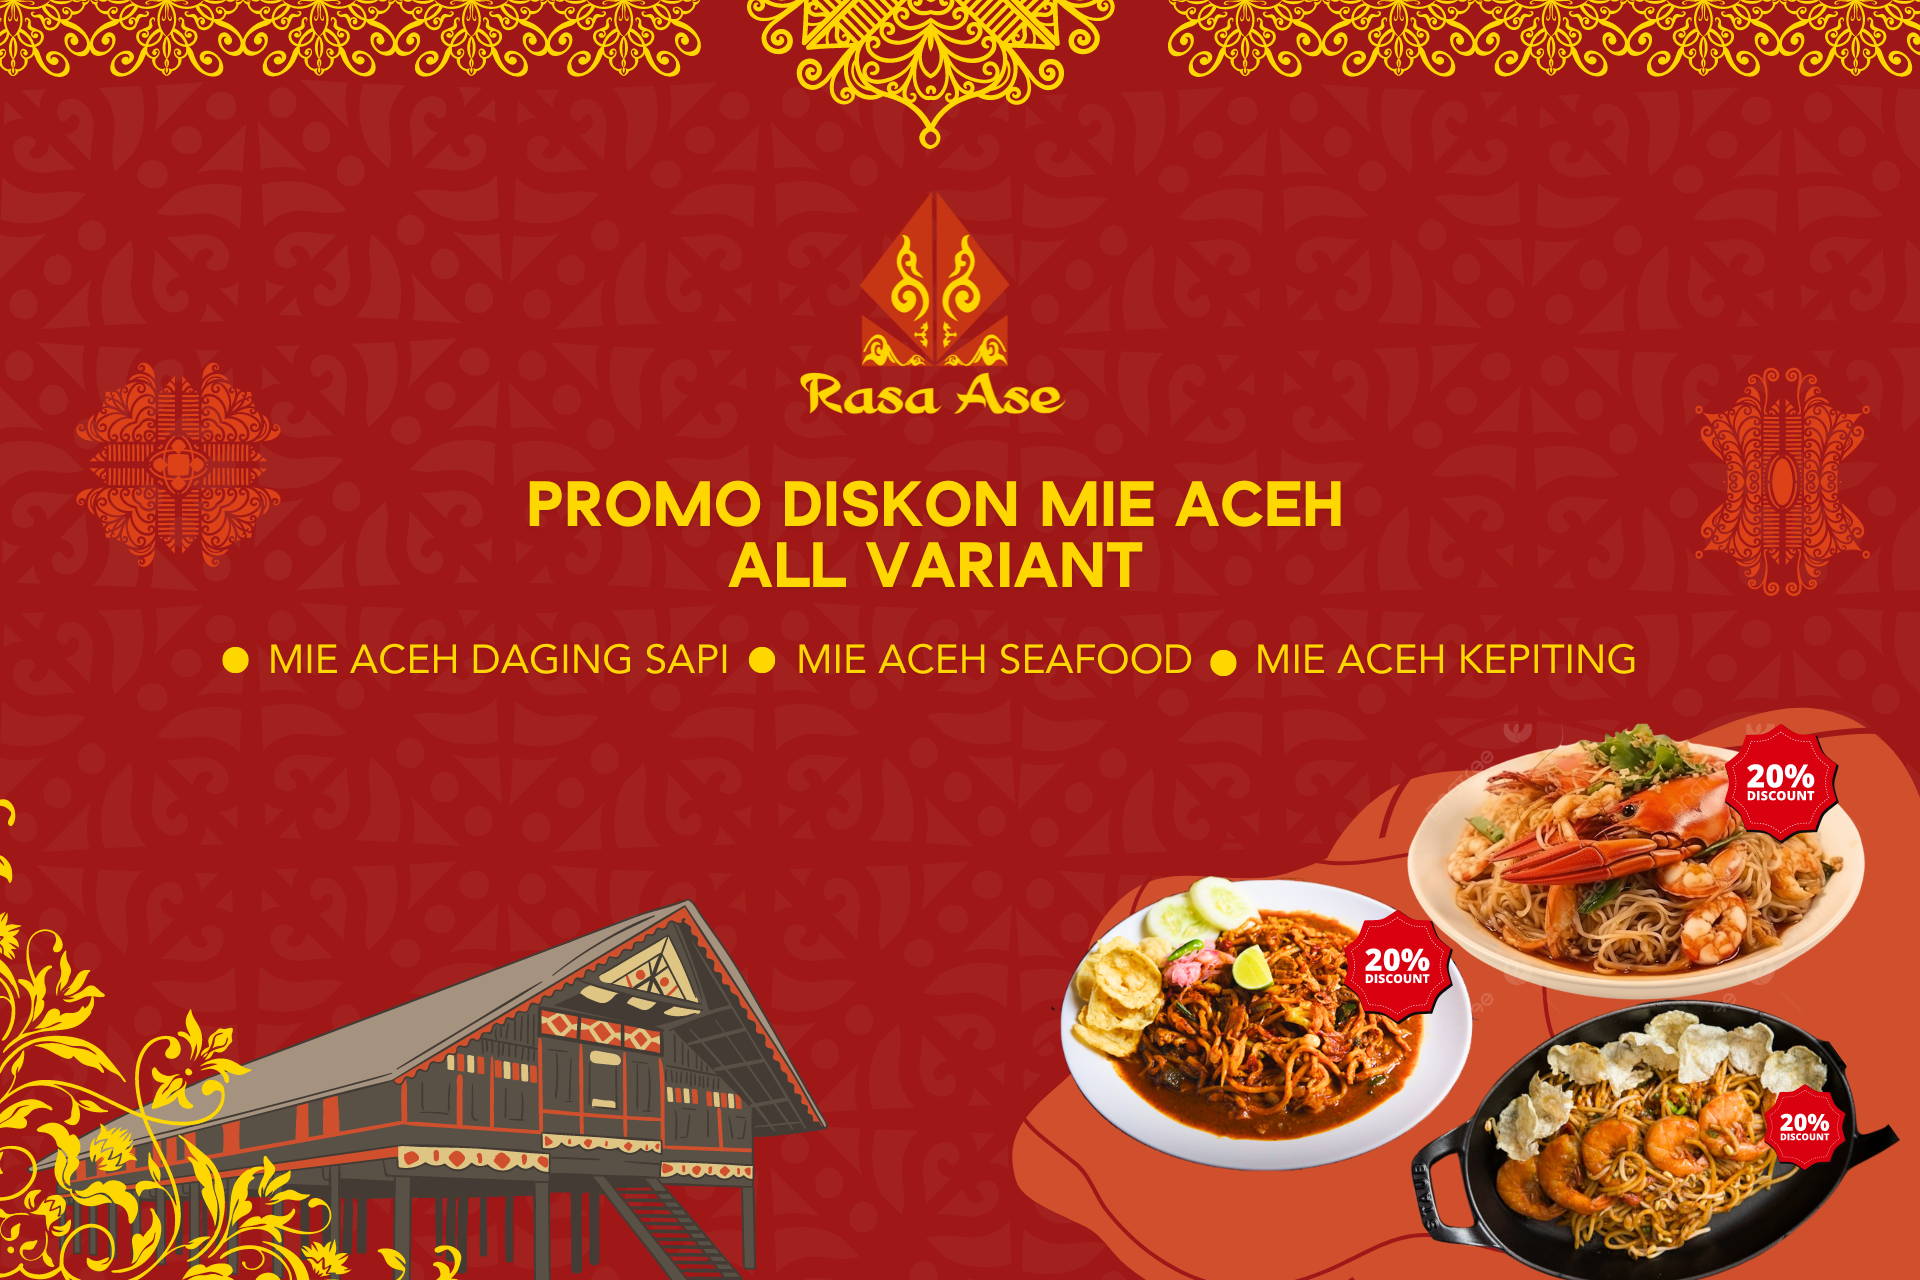 Rasa Ase
PROMO DISKON MIE ACEH
ALL VARIANT
● MIE ACEH DAGING SAPI ● MIE ACEH SEAFOOD ● MIE ACEH KEPITING
20%
DISCOUNT
20%
DISCOUNT
20%
DISCOUNT